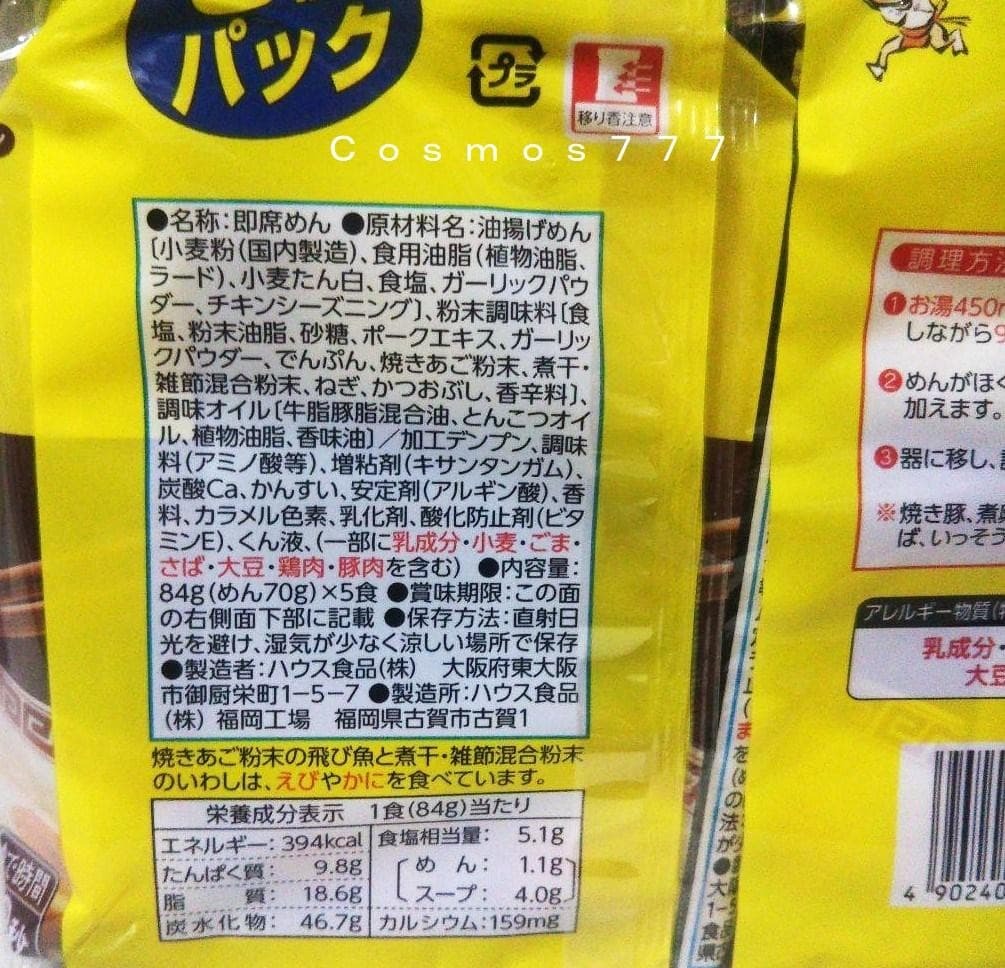 パック
プラ
移り香注意
Cosmos777
●名称:即席めん ●原材料名:油揚げめん
〔小麦粉(国内製造)、食用油脂(植物油脂、
ラード)、小麦たん白、食塩、ガーリックパウ
ダー、チキンシーズニング〕、粉末調味料〔食
塩、粉末油脂、砂糖、ポークエキス、ガーリッ
クパウダー、でんぷん、焼きあご粉末、煮干・
雑節混合粉末、ねぎ、かつおぶし、香辛料〕、
調味オイル〔牛脂豚脂混合油、とんこつオイ
ル、植物油脂、香味油〕/加工デンプン、調味
料(アミノ酸等)、増粘剤(キサンタンガム)、
炭酸Ca、かんすい、安定剤(アルギン酸)、香
料、カラメル色素、乳化剤、酸化防止剤(ビタ
ミンE)、くん液、(一部に乳成分・小麦・ごま・
さば・大豆・鶏肉・豚肉を含む) ●内容量:
84g(めん70g)×5食 ●賞味期限:この面
の右側面下部に記載 ●保存方法:直射日
光を避け、湿気が少なく涼しい場所で保存
●製造者:ハウス食品(株) 大阪府東大阪
市御厨栄町1-5-7 ●製造所:ハウス食品
(株) 福岡工場 福岡県古賀市古賀1
焼きあご粉末の飛び魚と煮干・雑節混合粉末
のいわしは、えびやかにを食べています。
栄養成分表示 1食(84g)当たり
エネルギー: 394kcal 食塩相当量: 5.1g
たんぱく質: 9.8g めん: 1.1g
脂質: 18.6g スープ: 4.0g
炭水化物: 46.7g カルシウム:159mg
調理方法
❶お湯450m
しながら
❷めんがほぐ
加えます。
❸器に移し、
※焼き豚、煮
ば、いっそう
アレルギー物質
乳成分・
大豆
4 90240